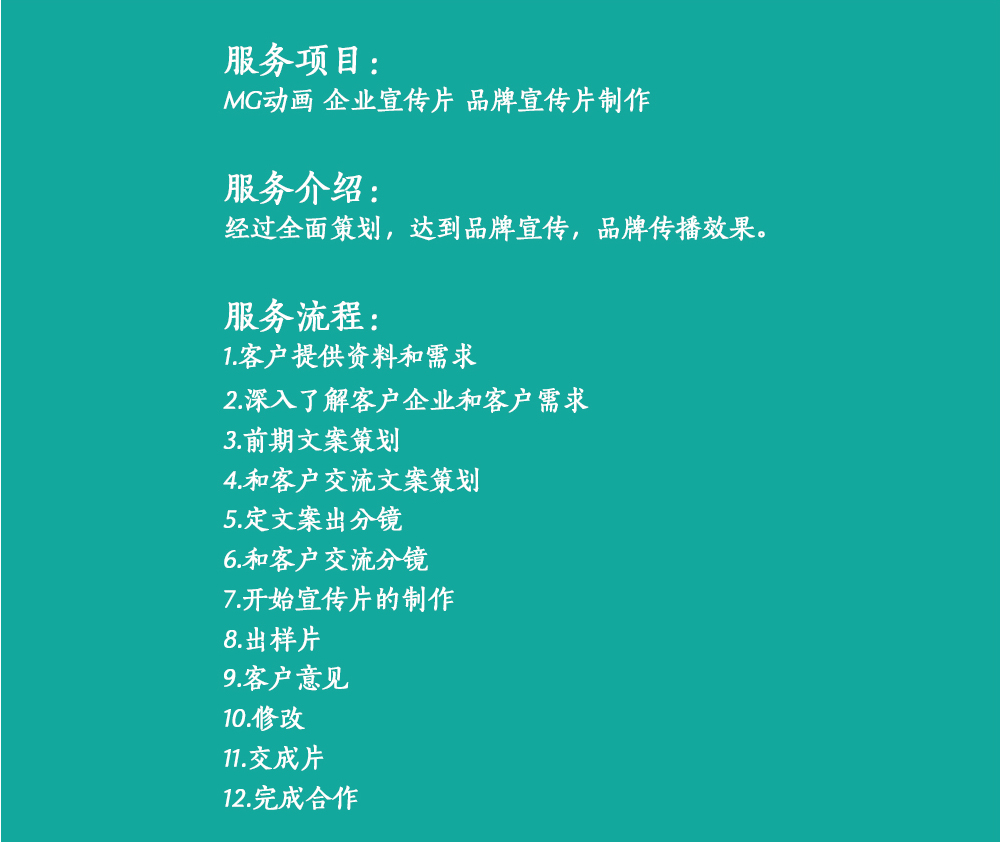 服务项目：
MG动画 企业宣传片 品牌宣传片制作
服务介绍：
经过全面策划，达到品牌宣传，品牌传播效果。
服务流程：
1.客户提供资料和需求
2.深入了解客户企业和客户需求
3.前期文案策划
4.和客户交流文案策划
5.定文案出分镜
6.和客户交流分镜
7.开始宣传片的制作
8.出样片
9.客户意见
10.修改
11.交成片
12.完成合作